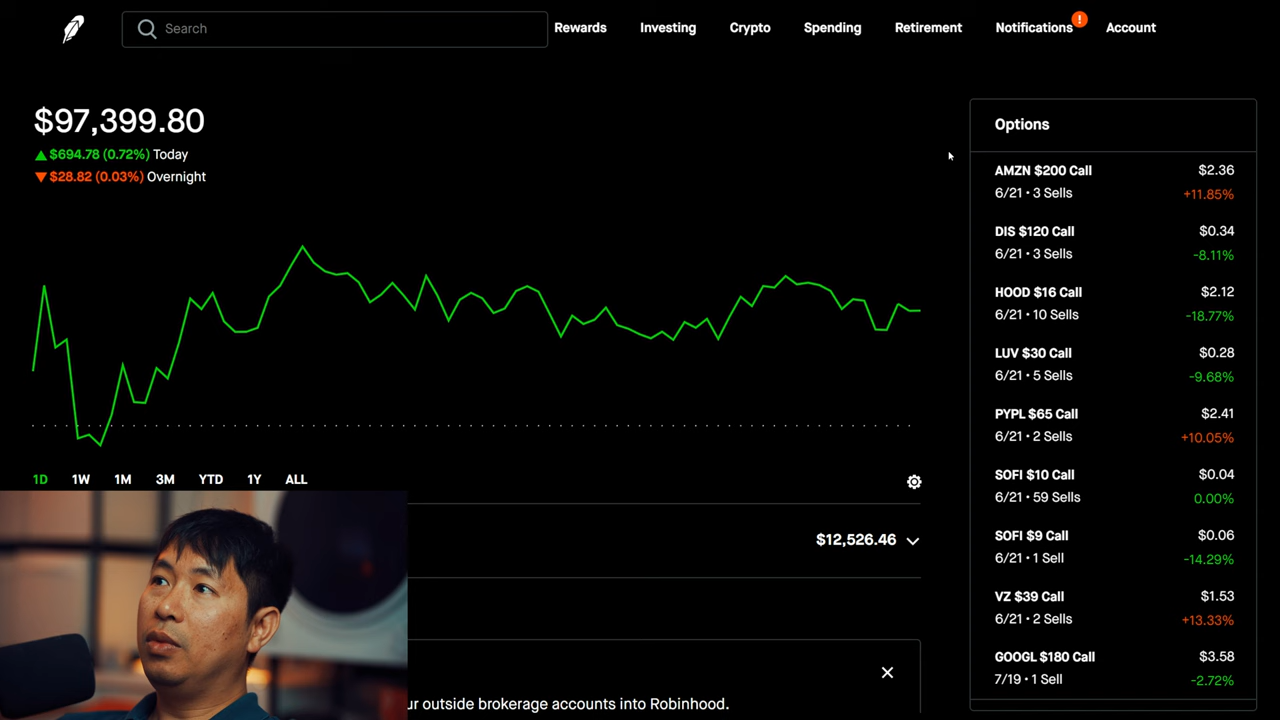 Search
Rewards Investing Crypto Spending Retirement Notifications ! Account
$97,399.80
$694.78 (0.72%) Today
$28.82 (0.03%) Overnight
1D 1W 1M 3M YTD 1Y ALL
$12,526.46
ur outside brokerage accounts into Robinhood.
Options
AMZN $200 Call $2.36
6/21 • 3 Sells +11.85%
DIS $120 Call $0.34
6/21 • 3 Sells -8.11%
HOOD $16 Call $2.12
6/21 • 10 Sells -18.77%
LUV $30 Call $0.28
6/21 • 5 Sells -9.68%
PYPL $65 Call $2.41
6/21 • 2 Sells +10.05%
SOFI $10 Call $0.04
6/21 • 59 Sells 0.00%
SOFI $9 Call $0.06
6/21 • 1 Sell -14.29%
VZ $39 Call $1.53
6/21 • 2 Sells +13.33%
GOOGL $180 Call $3.58
7/19 • 1 Sell -2.72%